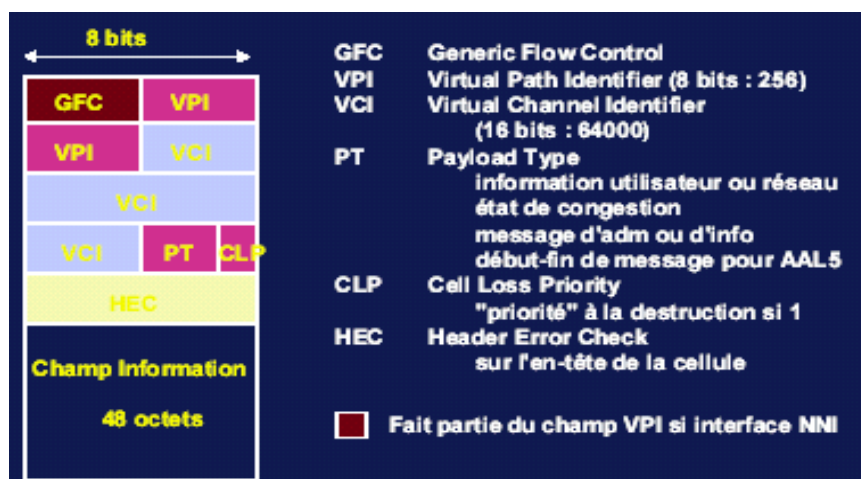 8 bits
GFC VPI
VPI VCI
VCI
VCI PT CLP
HEC
Champ Information
48 octets
GFC Generic Flow Control
VPI Virtual Path Identifier (8 bits : 256)
VCI Virtual Channel Identifier
(16 bits : 64000)
PT Payload Type
information utilisateur ou réseau
état de congestion
message d'adm ou d'info
début-fin de message pour AAL5
CLP Cell Loss Priority
"priorité" à la destruction si 1
HEC Header Error Check
sur l'en-tête de la cellule
Fait partie du champ VPI si interface NNI